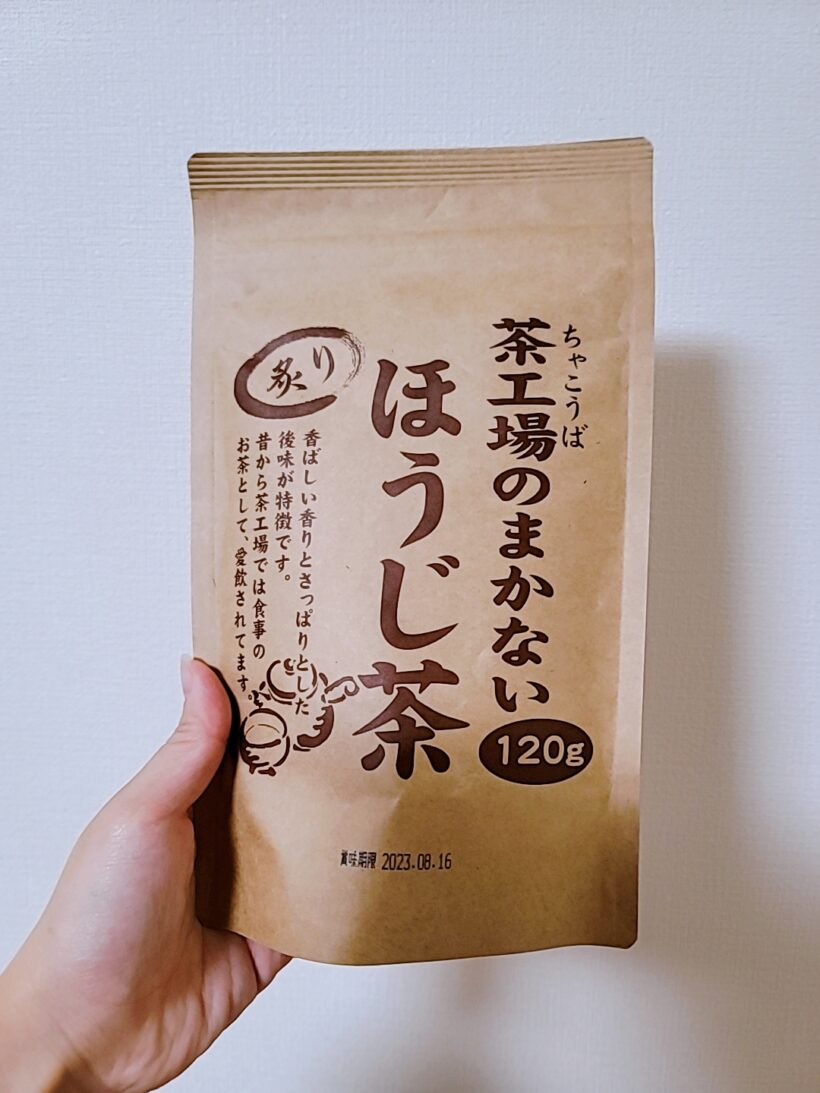 ちゃこうば
茶工場のまかない
120g
ほうじ茶
炙り
香ばしい香りとさっぱりとした
後味が特徴です。
昔から茶工場では食事の
お茶として、愛飲されてます。
賞味期限 2023.08.16